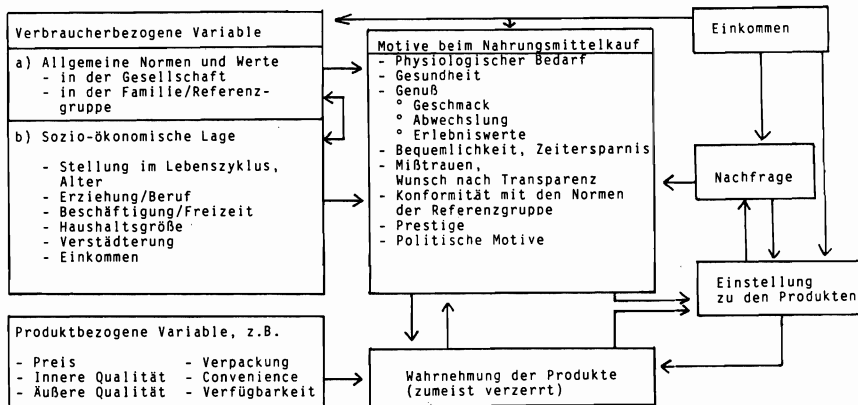 Verbraucherbezogene Variable
a) Allgemeine Normen und Werte
- in der Gesellschaft
- in der Familie/Referenz-
gruppe
b) Sozio-ökonomische Lage
- Stellung im Lebenszyklus,
Alter
- Erziehung/Beruf
- Beschäftigung/Freizeit
- Haushaltsgröße
- Verstädterung
- Einkommen
Motive beim Nahrungsmittelkauf
- Physiologischer Bedarf
- Gesundheit
- Genuß
° Geschmack
° Abwechslung
° Erlebniswerte
- Bequemlichkeit, Zeitersparnis
- Mißtrauen,
Wunsch nach Transparenz
- Konformität mit den Normen
der Referenzgruppe
- Prestige
- Politische Motive
Einkommen
Nachfrage
Einstellung
zu den Produkten
Produktbezogene Variable, z.B.
- Preis - Verpackung
- Innere Qualität - Convenience
- Äußere Qualität - Verfügbarkeit
Wahrnehmung der Produkte
(zumeist verzerrt)